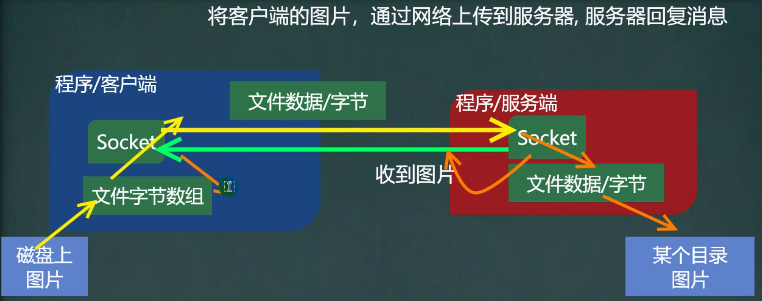 将客户端的图片，通过网络上传到服务器, 服务器回复消息
程序/客户端
文件数据/字节
程序/服务端
Socket
Socket
收到图片
文件字节数组
文件数据/字节
磁盘上
图片
某个目录
图片